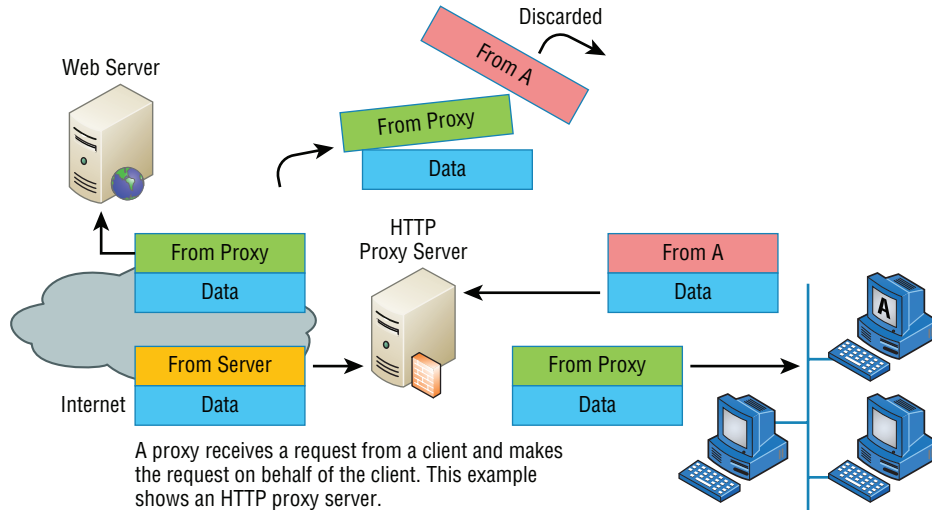 Discarded
From A
Web Server
From Proxy
Data
HTTP
Proxy Server
From Proxy
Data
From A
Data
A
From Server
Data
Internet
From Proxy
Data
A proxy receives a request from a client and makes
the request on behalf of the client. This example
shows an HTTP proxy server.